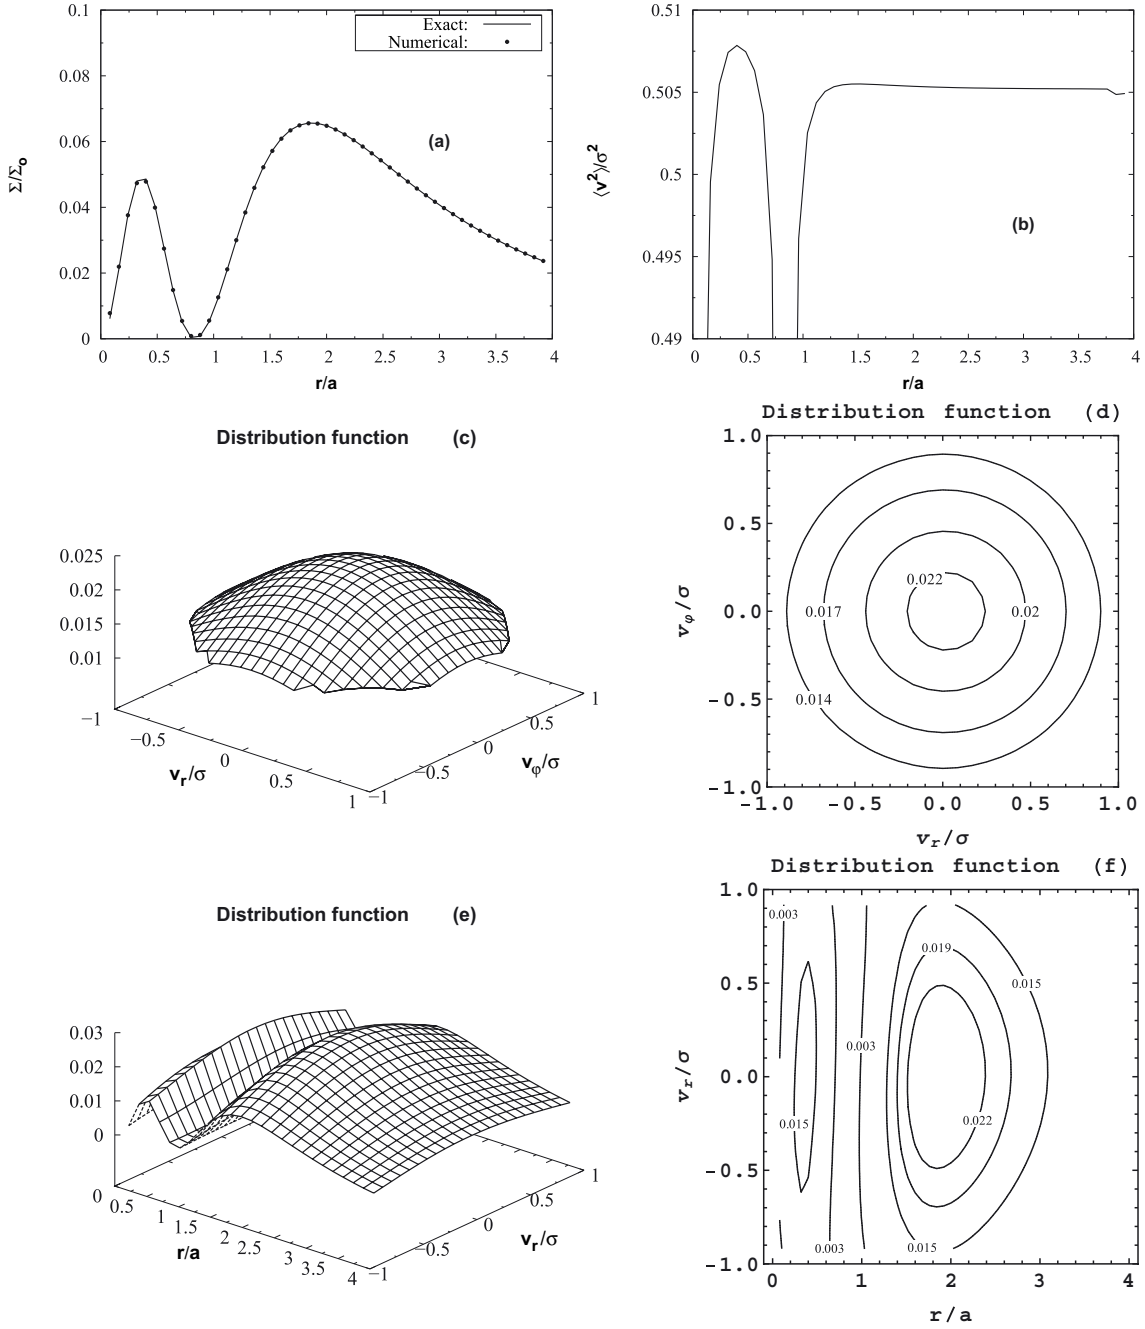 0.1
0.08
0.06
0.04
0.02
0
Σ/Σo
Exact:
Numerical:
(a)
0 0.5 1 1.5 2 2.5 3 3.5 4
r/a
0.51
0.505
0.5
0.495
0.49
⟨v²⟩/σ²
(b)
0 0.5 1 1.5 2 2.5 3 3.5 4
r/a
Distribution function (c)
0.025
0.02
0.015
0.01
−1 −0.5 0 0.5 1
vr/σ
−1 −0.5 0 0.5 1
vφ/σ
Distribution function (d)
1.0
0.5
0.0
-0.5
-1.0
vφ/σ
0.022
0.017
0.02
0.014
-1.0 -0.5 0.0 0.5 1.0
vr/σ
Distribution function (e)
0.03
0.02
0.01
0
0 0.5 1 1.5 2 2.5 3 3.5 4
r/a
−1 −0.5 0 0.5 1
vr/σ
Distribution function (f)
1.0
0.5
0.0
-0.5
-1.0
vr/σ
0.003
0.019
0.015
0.003
0.015
0.022
0.003
0.015
0 1 2 3 4
r/a